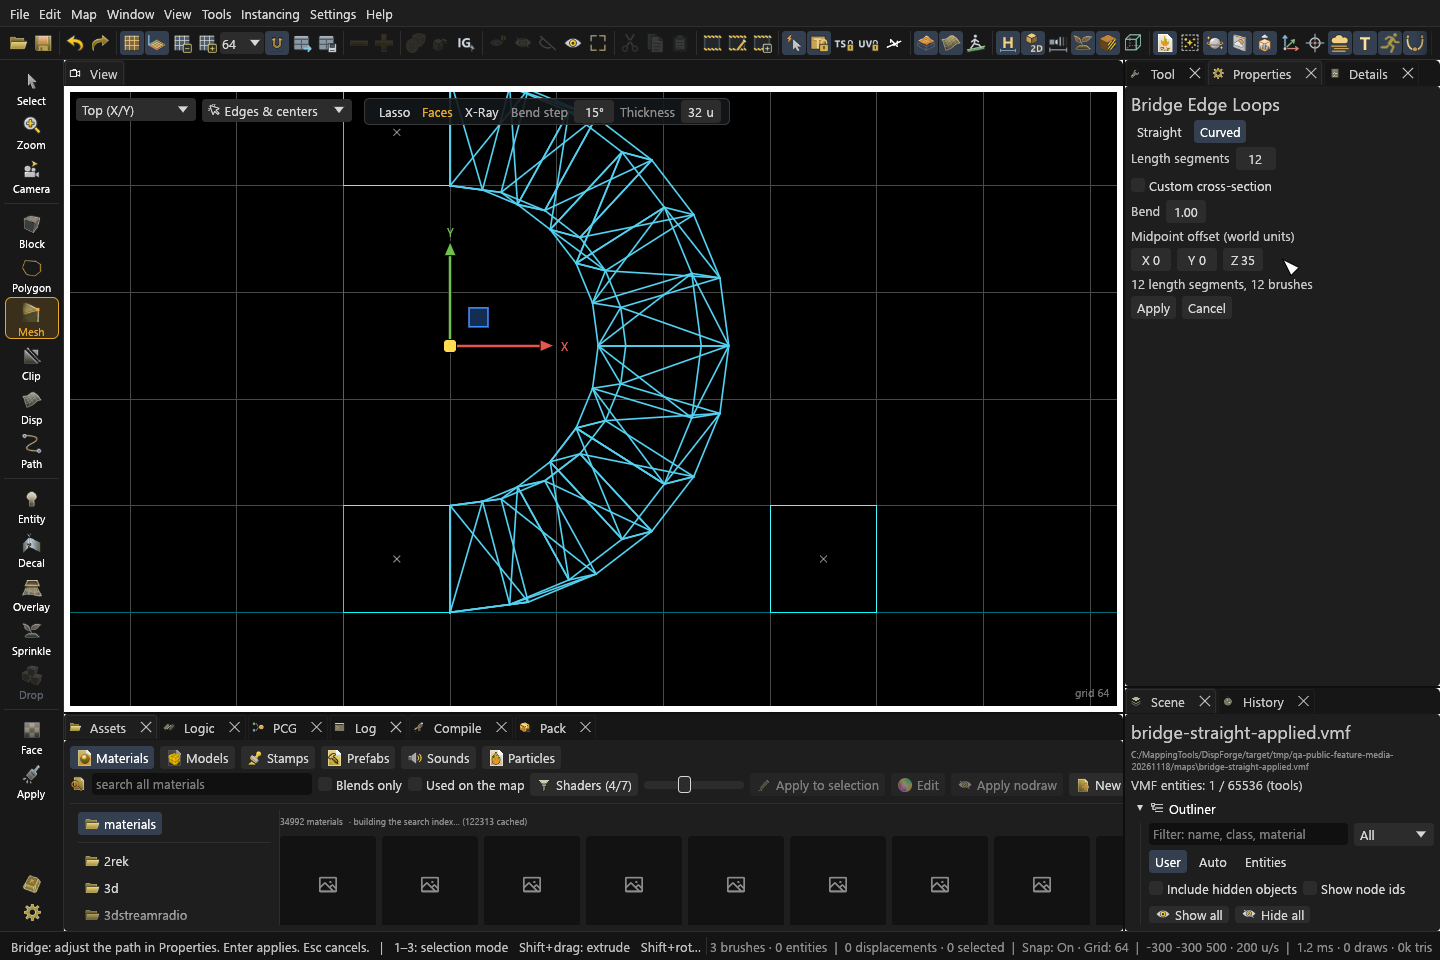 File Edit Map Window View Tools Instancing Settings Help
64 IG, 2D TS UV
View
Top (X/Y) Edges & centers Lasso Faces X-Ray Bend step 15° Thickness 32 u
Y
X
grid 64
Select
Zoom
Camera
Block
Polygon
Mesh
Clip
Disp
Path
Entity
Decal
Overlay
Sprinkle
Drop
Face
Apply
Tool Properties Details
Bridge Edge Loops
Straight Curved
Length segments 12
Custom cross-section
Bend 1.00
Midpoint offset (world units)
X 0 Y 0 Z 35
12 length segments, 12 brushes
Apply Cancel
Assets Logic PCG Log Compile Pack
Materials Models Stamps Prefabs Sounds Particles
search all materials Blends only Used on the map Shaders (4/7) Apply to selection Edit Apply nodraw New
materials
2rek
3d
3dstreamradio
34992 materials · building the search index... (122313 cached)
Scene History
bridge-straight-applied.vmf
C:/MappingTools/DispForge/target/tmp/qa-public-feature-media-
20261118/maps\bridge-straight-applied.vmf
VMF entities: 1 / 65536 (tools)
Outliner
Filter: name, class, material All
User Auto Entities
Include hidden objects Show node ids
Show all Hide all
Bridge: adjust the path in Properties. Enter applies. Esc cancels. | 1–3: selection mode Shift+drag: extrude Shift+rot... 3 brushes · 0 entities | 0 displacements · 0 selected | Snap: On · Grid: 64 | -300 -300 500 · 200 u/s | 1.2 ms · 0 draws · 0k tris